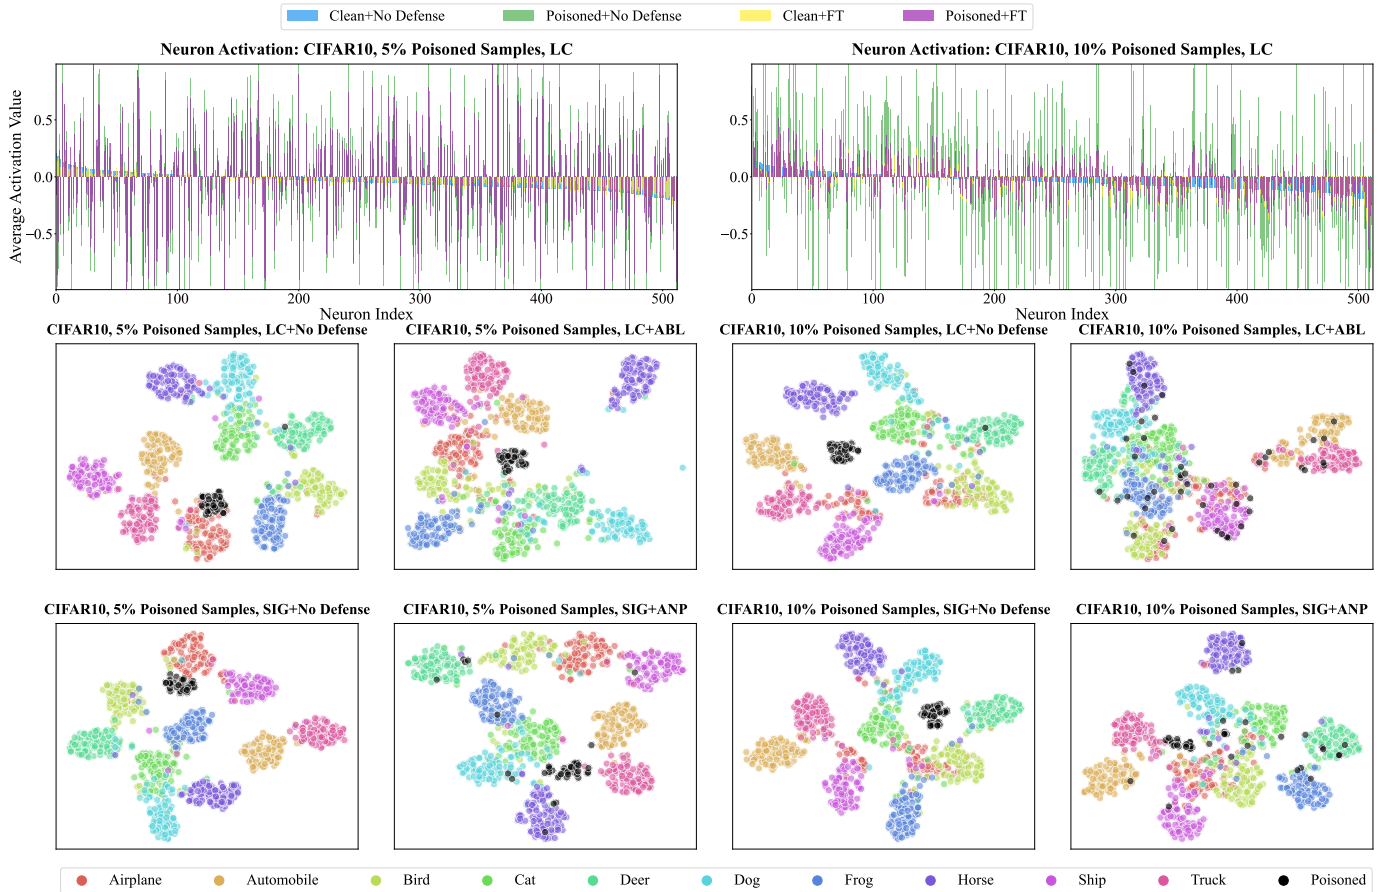 Clean+No Defense Poisoned+No Defense Clean+FT Poisoned+FT
Neuron Activation: CIFAR10, 5% Poisoned Samples, LC
Neuron Activation: CIFAR10, 10% Poisoned Samples, LC
Average Activation Value
0.5
0.0
−0.5
0 100 200 300 400 500
Neuron Index
0.5
0.0
−0.5
0 100 200 300 400 500
Neuron Index
CIFAR10, 5% Poisoned Samples, LC+No Defense
CIFAR10, 5% Poisoned Samples, LC+ABL
CIFAR10, 10% Poisoned Samples, LC+No Defense
CIFAR10, 10% Poisoned Samples, LC+ABL
CIFAR10, 5% Poisoned Samples, SIG+No Defense
CIFAR10, 5% Poisoned Samples, SIG+ANP
CIFAR10, 10% Poisoned Samples, SIG+No Defense
CIFAR10, 10% Poisoned Samples, SIG+ANP
Airplane Automobile Bird Cat Deer Dog Frog Horse Ship Truck Poisoned